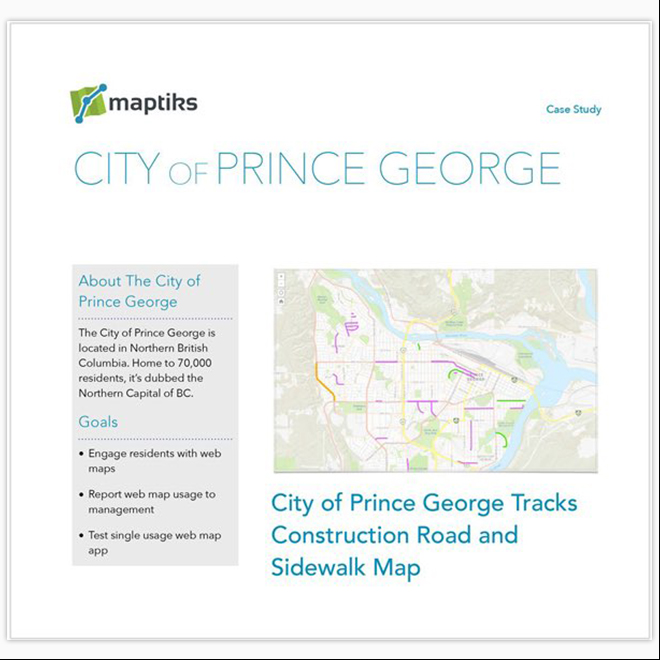 maptiks
Case Study
CITY OF PRINCE GEORGE
About The City of
Prince George
The City of Prince George is
located in Northern British
Columbia. Home to 70,000
residents, it's dubbed the
Northern Capital of BC.
Goals
• Engage residents with web
maps
• Report web map usage to
management
• Test single usage web map
app
City of Prince George Tracks
Construction Road and
Sidewalk Map